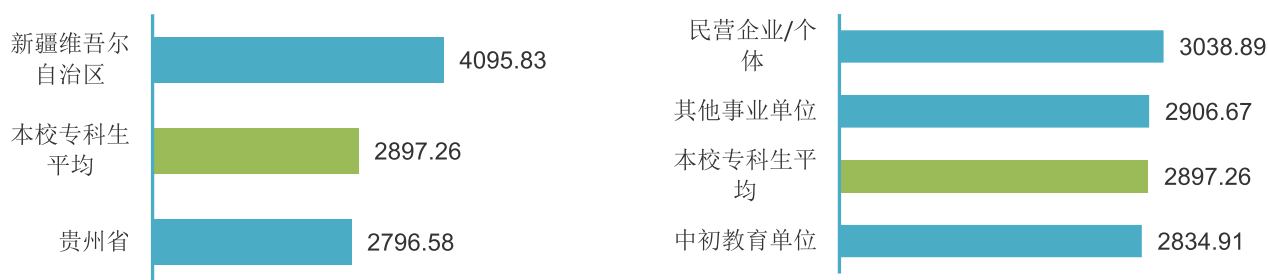 新疆维吾尔
自治区
4095.83
本校专科生
平均
2897.26
贵州省
2796.58
民营企业/个
体
3038.89
其他事业单位
2906.67
本校专科生平
均
2897.26
中初教育单位
2834.91